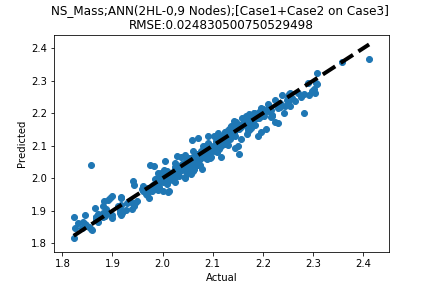 NS_Mass;ANN(2HL-0,9 Nodes);[Case1+Case2 on Case3]
RMSE:0.024830500750529498
2.4
2.3
2.2
2.1
2.0
1.9
1.8
Predicted
1.8 1.9 2.0 2.1 2.2 2.3 2.4
Actual